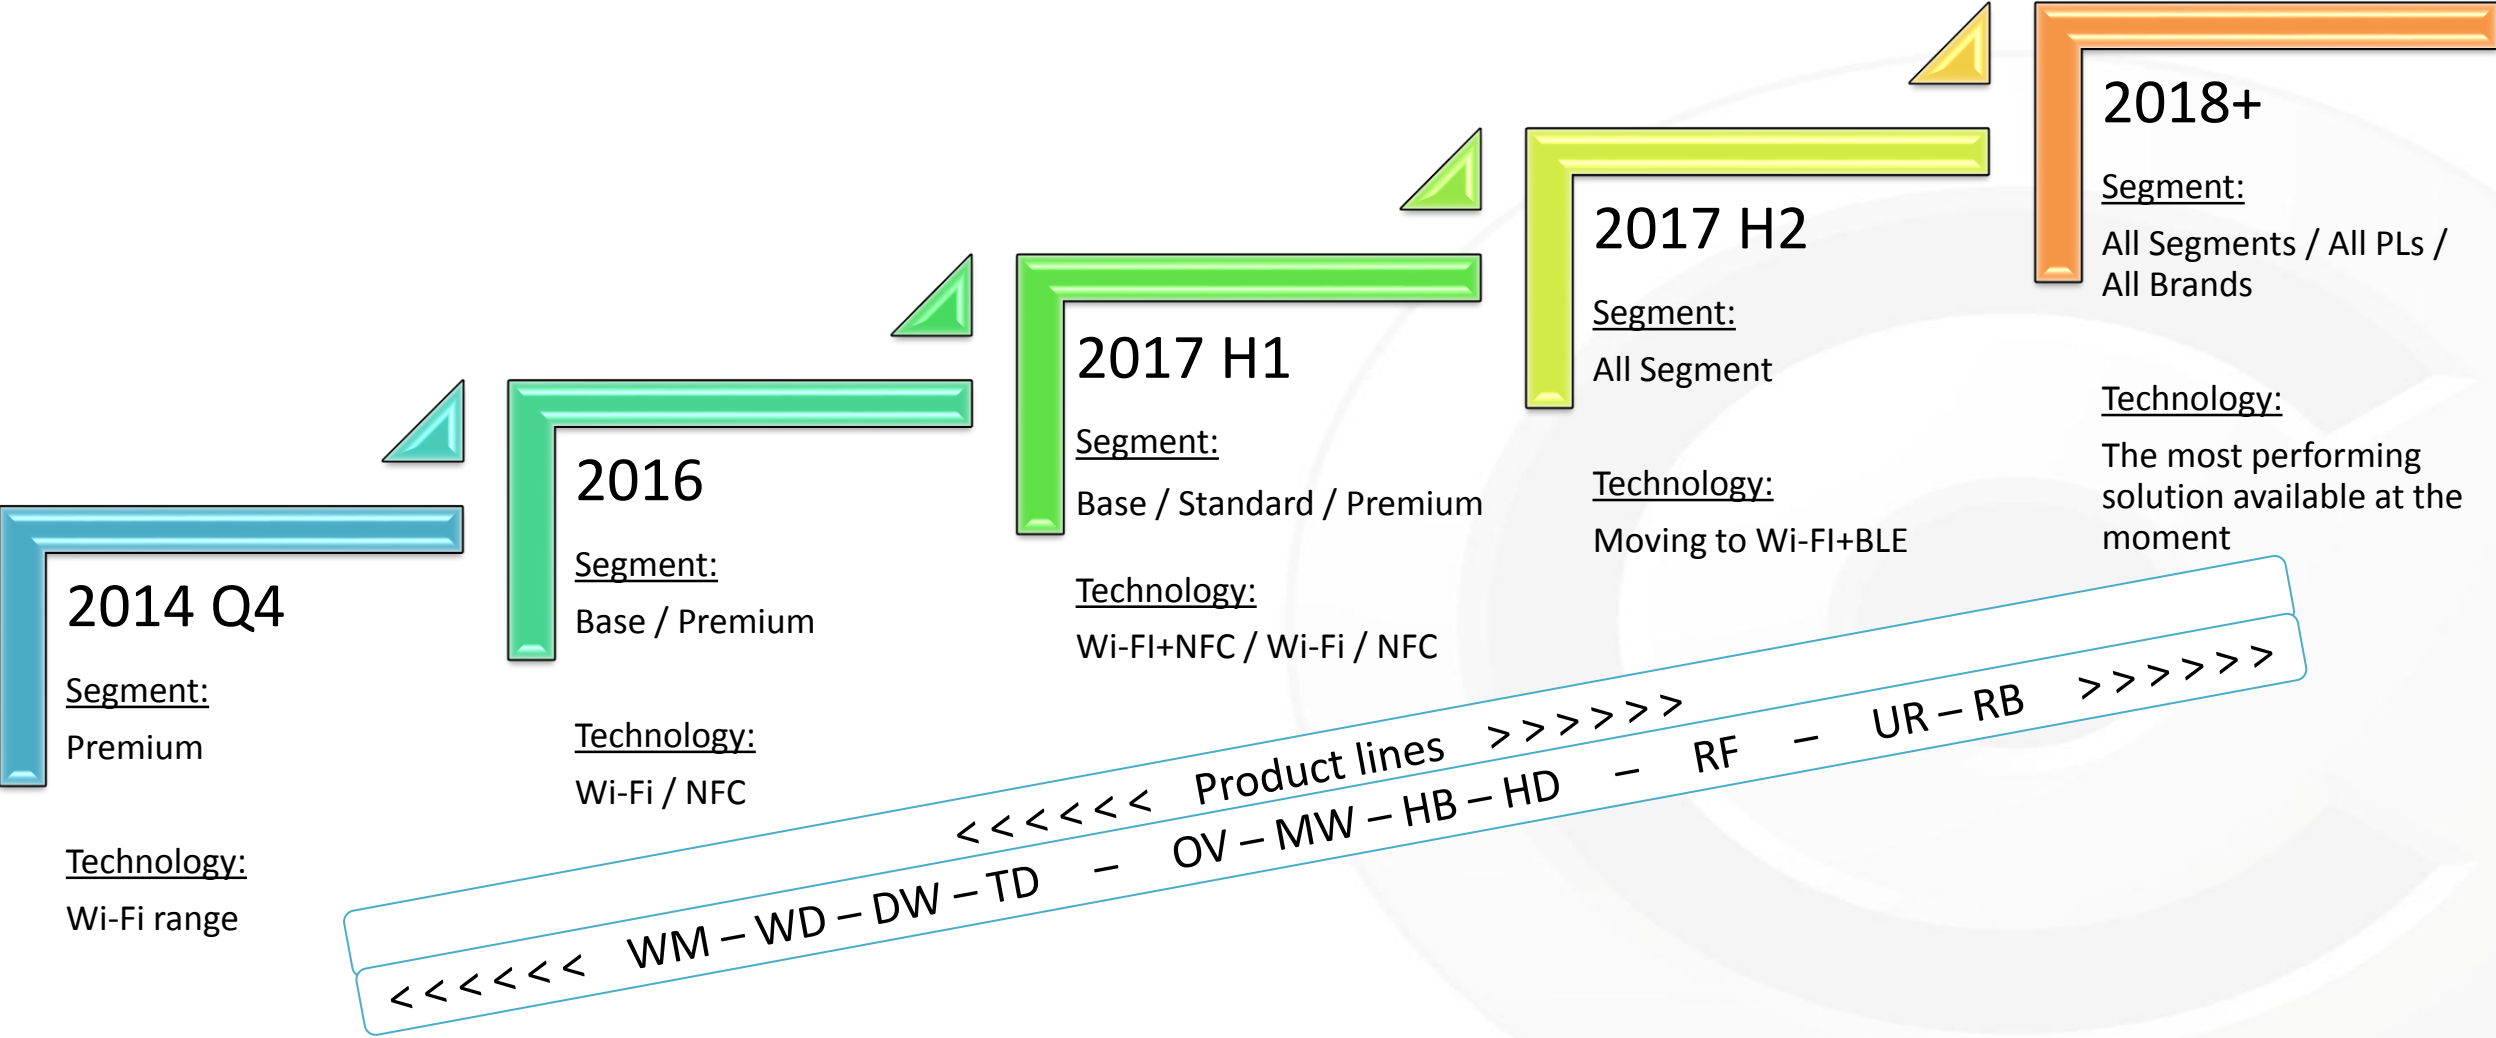 2014 Q4
Segment:
Premium
Technology:
Wi-Fi range
2016
Segment:
Base / Premium
Technology:
Wi-Fi / NFC
2017 H1
Segment:
Base / Standard / Premium
Technology:
Wi-FI+NFC / Wi-Fi / NFC
2017 H2
Segment:
All Segment
Technology:
Moving to Wi-FI+BLE
2018+
Segment:
All Segments / All PLs /
All Brands
Technology:
The most performing
solution available at the
moment
< < < < < < Product lines > > > > > >
< < < < < < WM – WD – DW – TD – OV – MW – HB – HD – RF – UR – RB > > > > > >